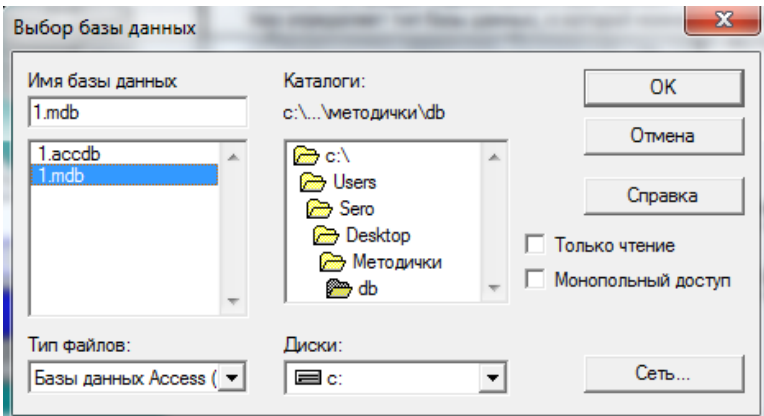 Выбор базы данных
Имя базы данных
1.mdb
1.accdb
1.mdb
Тип файлов:
Базы данных Access (
Каталоги:
c:\...\методички\db
c:\
Users
Sero
Desktop
Методички
db
Диски:
c:
OK
Отмена
Справка
Только чтение
Монопольный доступ
Сеть...